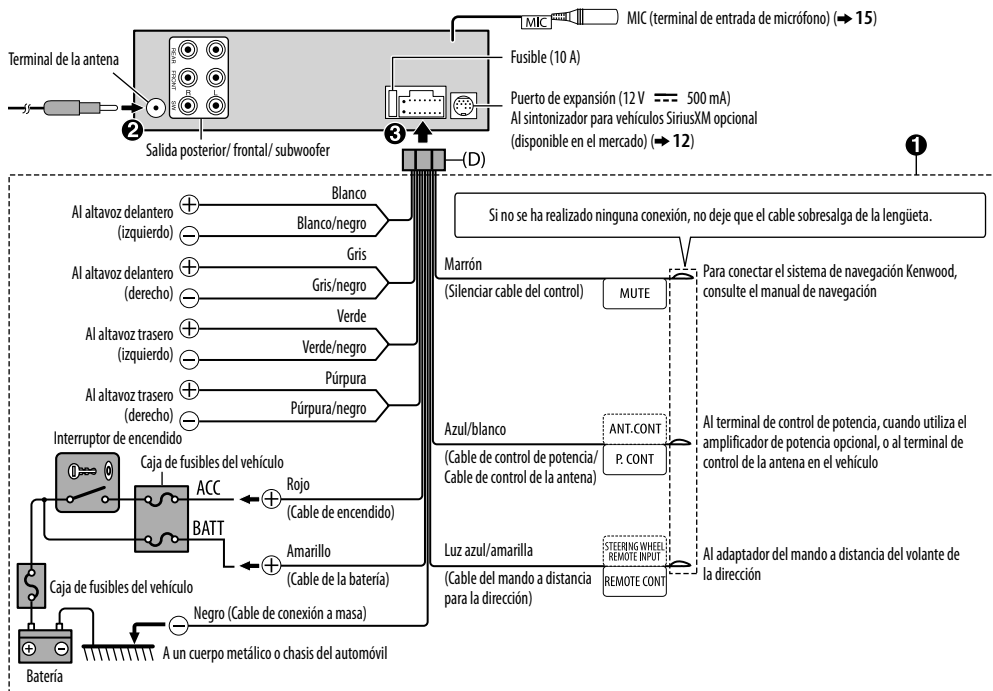 MIC
MIC (terminal de entrada de micrófono) (➜ 15)
Terminal de la antena
REAR
FRONT
R
L
SW
Fusible (10 A)
Puerto de expansión (12 V ⎓ 500 mA)
Al sintonizador para vehículos SiriusXM opcional
(disponible en el mercado) (➜ 12)
2
3
1
Salida posterior/ frontal/ subwoofer
(D)
Al altavoz delantero
(izquierdo)
Blanco
Blanco/negro
Al altavoz delantero
(derecho)
Gris
Gris/negro
Al altavoz trasero
(izquierdo)
Verde
Verde/negro
Al altavoz trasero
(derecho)
Púrpura
Púrpura/negro
Si no se ha realizado ninguna conexión, no deje que el cable sobresalga de la lengüeta.
Marrón
(Silenciar cable del control)
MUTE
Para conectar el sistema de navegación Kenwood,
consulte el manual de navegación
Azul/blanco
(Cable de control de potencia/
Cable de control de la antena)
ANT.CONT
P. CONT
Al terminal de control de potencia, cuando utiliza el
amplificador de potencia opcional, o al terminal de
control de la antena en el vehículo
Luz azul/amarilla
(Cable del mando a distancia
para la dirección)
STEERING WHEEL
REMOTE INPUT
REMOTE CONT
Al adaptador del mando a distancia del volante de
la dirección
Interruptor de encendido
Caja de fusibles del vehículo
ACC
Rojo
(Cable de encendido)
BATT
Amarillo
(Cable de la batería)
Caja de fusibles del vehículo
Negro (Cable de conexión a masa)
A un cuerpo metálico o chasis del automóvil
Batería